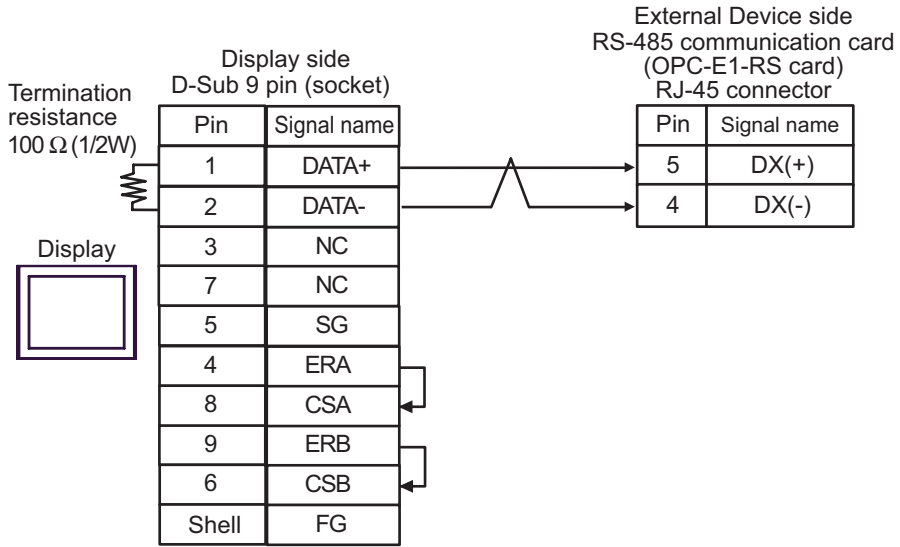 External Device side
RS-485 communication card
(OPC-E1-RS card)
RJ-45 connector
Display side
D-Sub 9 pin (socket)
Termination
resistance
100 Ω (1/2W)
Pin Signal name
1 DATA+
2 DATA-
3 NC
7 NC
5 SG
4 ERA
8 CSA
9 ERB
6 CSB
Shell FG
Pin Signal name
5 DX(+)
4 DX(-)
Display